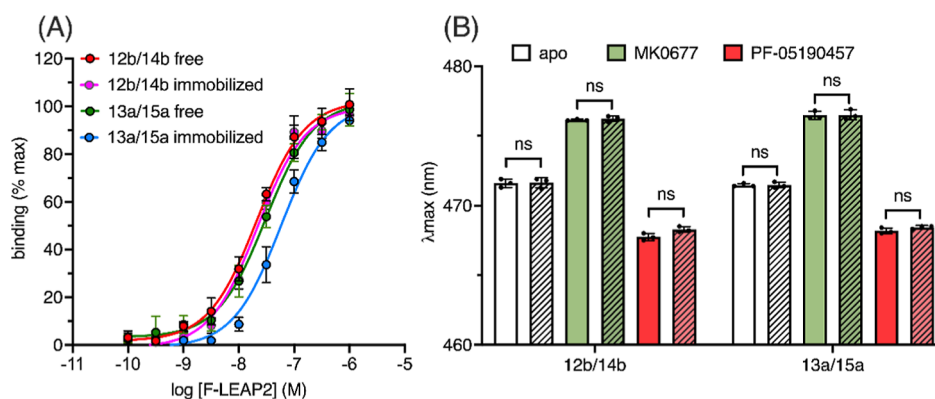 (A)
12b/14b free
12b/14b immobilized
13a/15a free
13a/15a immobilized
120
100
80
60
40
20
0
binding (% max)
-11 -10 -9 -8 -7 -6 -5
log [F-LEAP2] (M)
(B)
apo MK0677 PF-05190457
480
470
460
λmax (nm)
ns ns ns ns ns ns
12b/14b 13a/15a